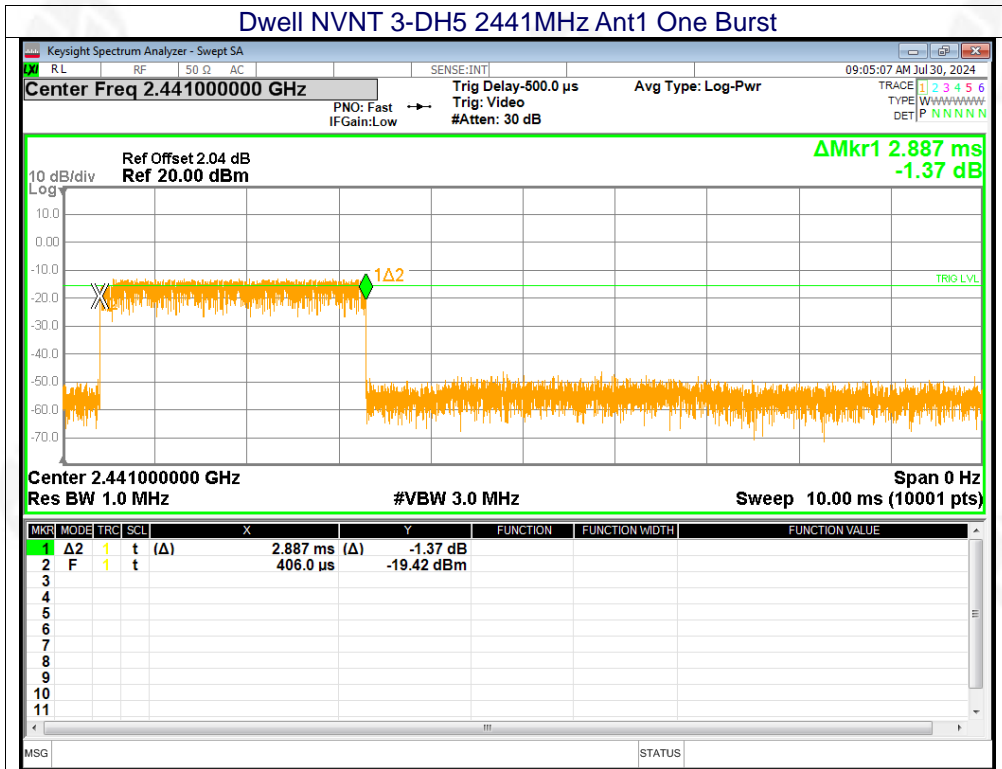 Dwell NVNT 3-DH5 2441MHz Ant1 One Burst
Keysight Spectrum Analyzer - Swept SA
LXI RL RF 50 Ω AC SENSE:INT 09:05:07 AM Jul 30, 2024
Center Freq 2.441000000 GHz
PNO: Fast
IFGain:Low
Trig Delay-500.0 µs
Trig: Video
#Atten: 30 dB
Avg Type: Log-Pwr
TRACE 1 2 3 4 5 6
TYPE WWWWWWW
DET P N N N N N
ΔMkr1 2.887 ms
-1.37 dB
Ref Offset 2.04 dB
10 dB/div Ref 20.00 dBm
Log
10.0
0.00
-10.0
1Δ2
TRIG LVL
-20.0
-30.0
-40.0
-50.0
-60.0
-70.0
Center 2.441000000 GHz Span 0 Hz
Res BW 1.0 MHz #VBW 3.0 MHz Sweep 10.00 ms (10001 pts)
MKR MODE TRC SCL X Y FUNCTION FUNCTION WIDTH FUNCTION VALUE
1 Δ2 1 t (Δ) 2.887 ms (Δ) -1.37 dB
2 F 1 t 406.0 µs -19.42 dBm
3
4
5
6
7
8
9
10
11
MSG STATUS